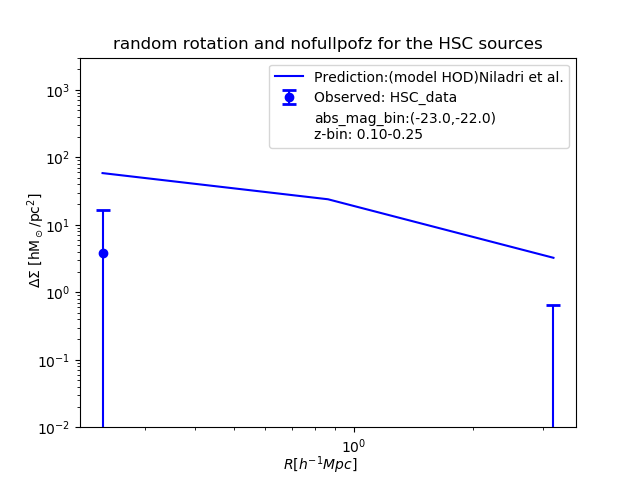 random rotation and nofullpofz for the HSC sources
Prediction:(model HOD)Niladri et al.
Observed: HSC_data
abs_mag_bin:(-23.0,-22.0)
z-bin: 0.10-0.25
10³
10²
10¹
10⁰
10⁻¹
10⁻²
ΔΣ [hM⊙/pc²]
10⁰
R[h⁻¹Mpc]